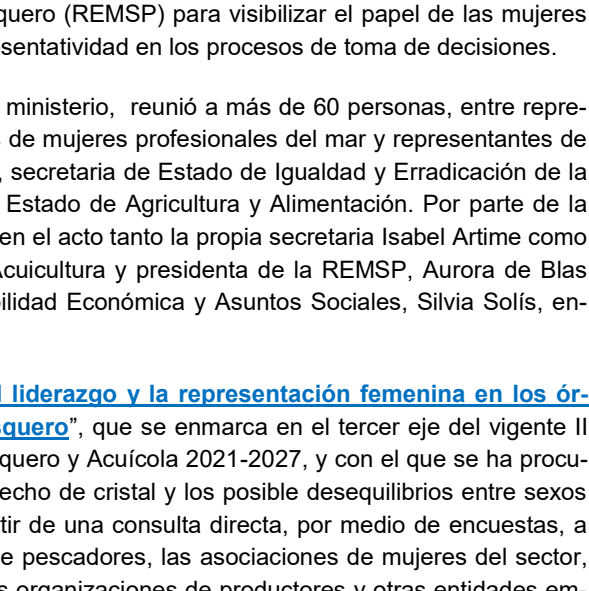 quero (REMSP) para visibilizar el papel de las mujeres
sentatividad en los procesos de toma de decisiones.
ministerio, reunió a más de 60 personas, entre repre-
de mujeres profesionales del mar y representantes de
, secretaria de Estado de Igualdad y Erradicación de la
Estado de Agricultura y Alimentación. Por parte de la
en el acto tanto la propia secretaria Isabel Artime como
Acuicultura y presidenta de la REMSP, Aurora de Blas
bilidad Económica y Asuntos Sociales, Silvia Solís, en-
l liderazgo y la representación femenina en los ór-
squero”, que se enmarca en el tercer eje del vigente II
quero y Acuícola 2021-2027, y con el que se ha procu-
echo de cristal y los posible desequilibrios entre sexos
tir de una consulta directa, por medio de encuestas, a
e pescadores, las asociaciones de mujeres del sector,
s organizaciones de productores y otras entidades em-